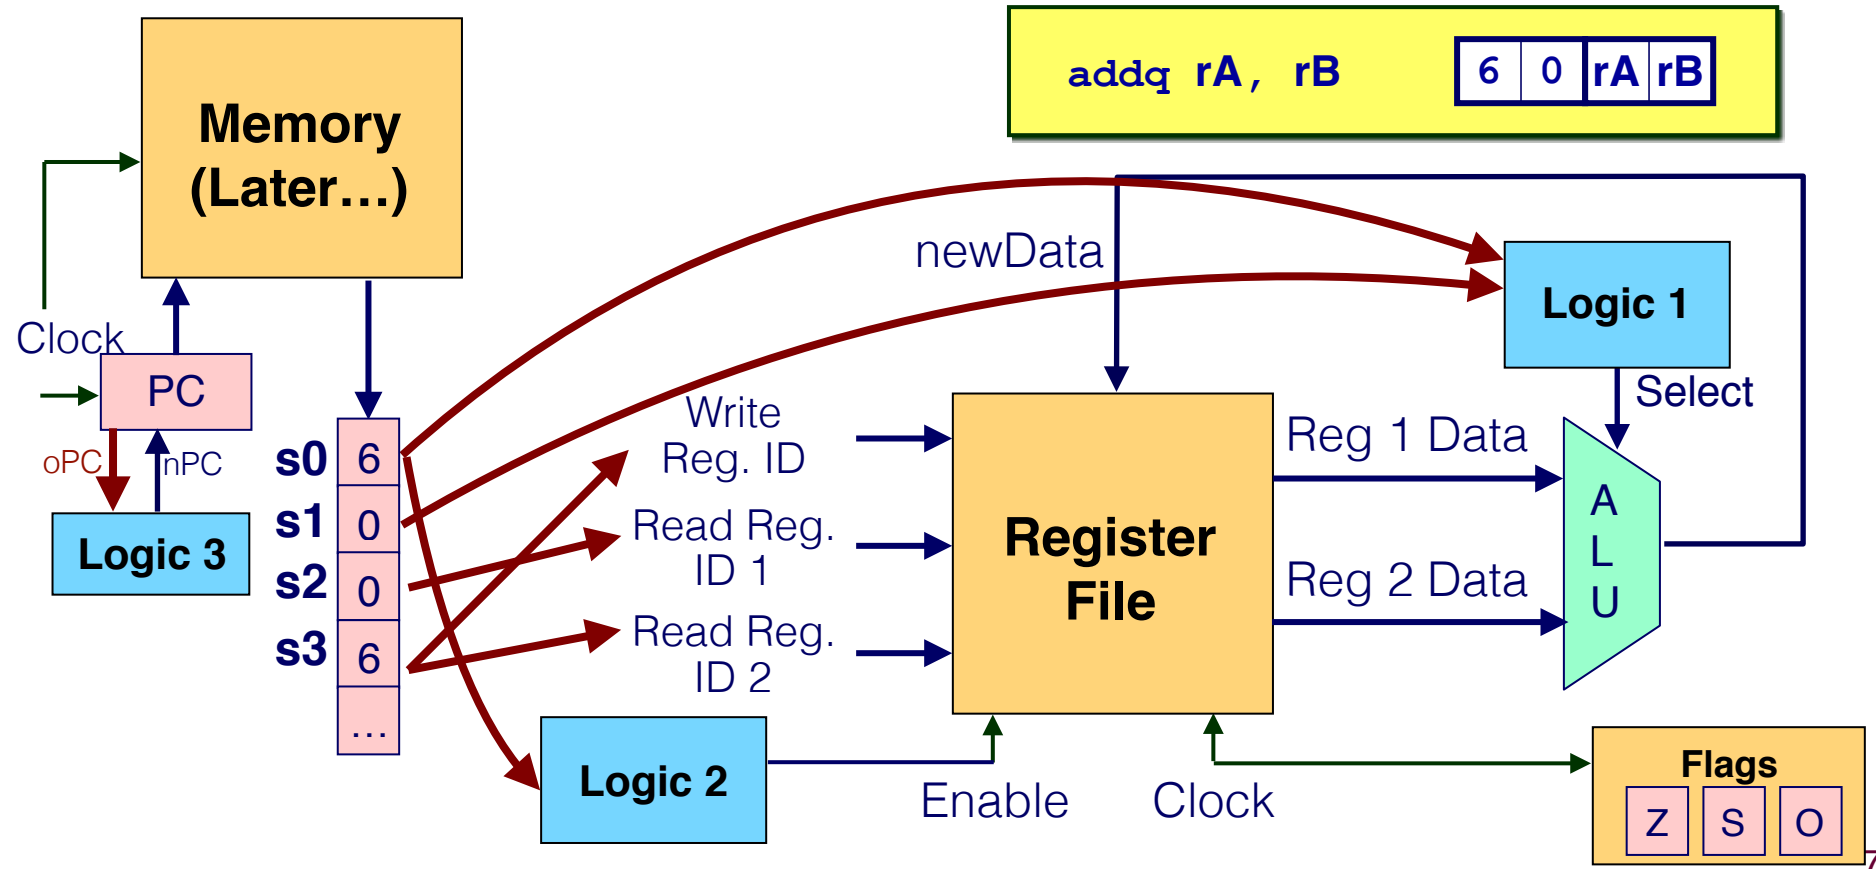 addq rA, rB
6 0 rA rB
Memory
(Later...)
newData
Logic 1
Clock
PC
Select
Write
Reg. ID
Reg 1 Data
oPC
nPC
s0 6
s1 0
s2 0
s3 6
...
Logic 3
Read Reg.
ID 1
Register
File
A
L
U
Reg 2 Data
Read Reg.
ID 2
Logic 2
Enable
Clock
Flags
Z S O